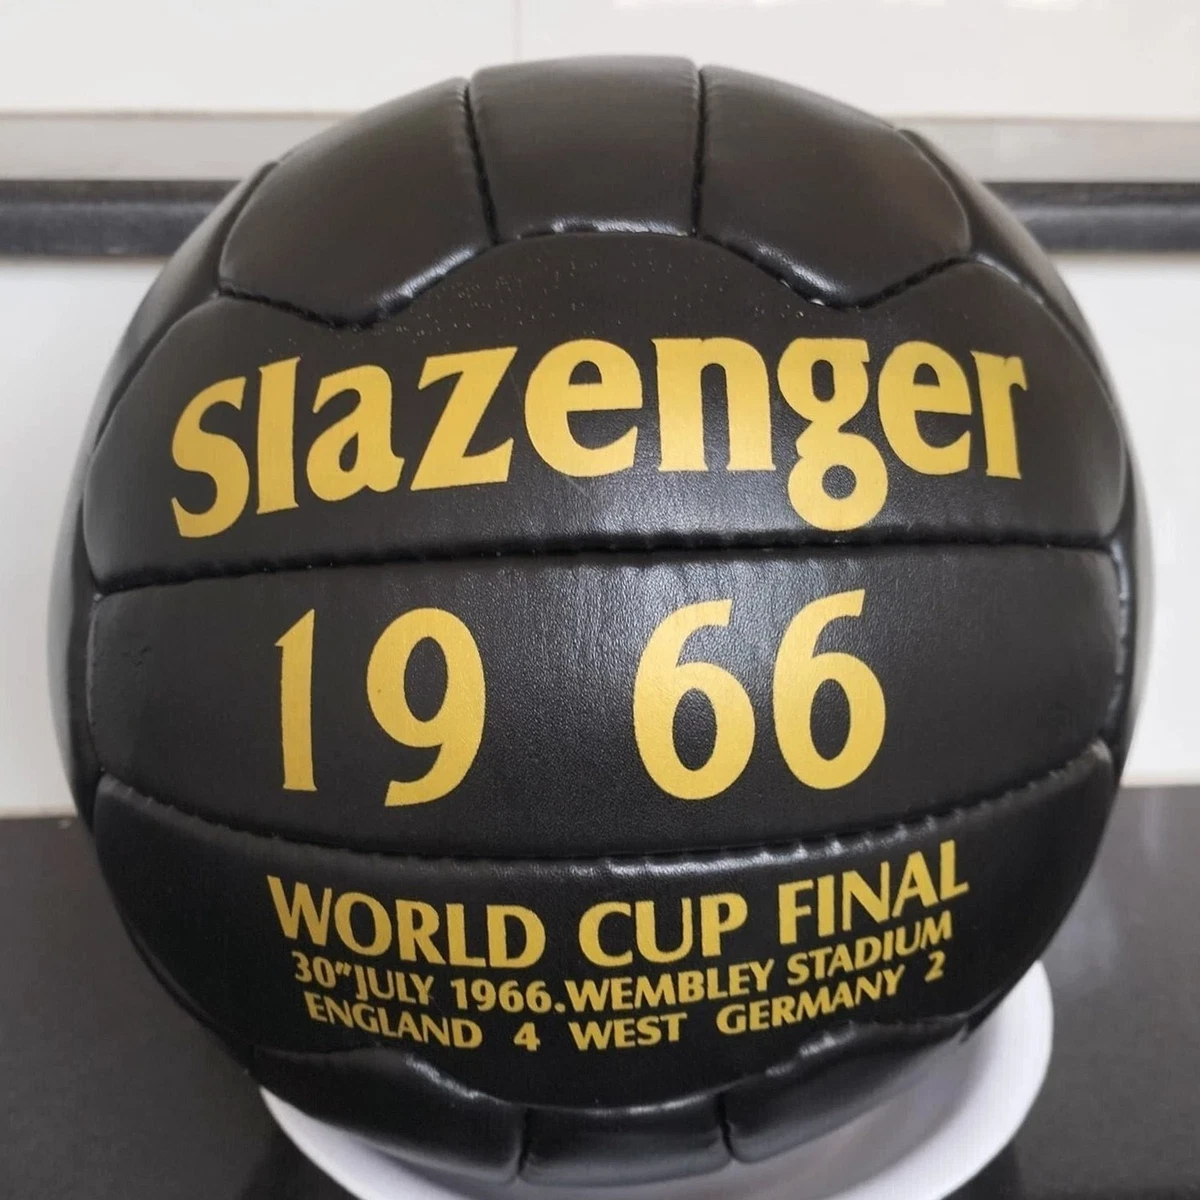 Slazenger
19 66
WORLD CUP FINAL
30"JULY 1966.WEMBLEY STADIUM
ENGLAND 4 WEST GERMANY 2